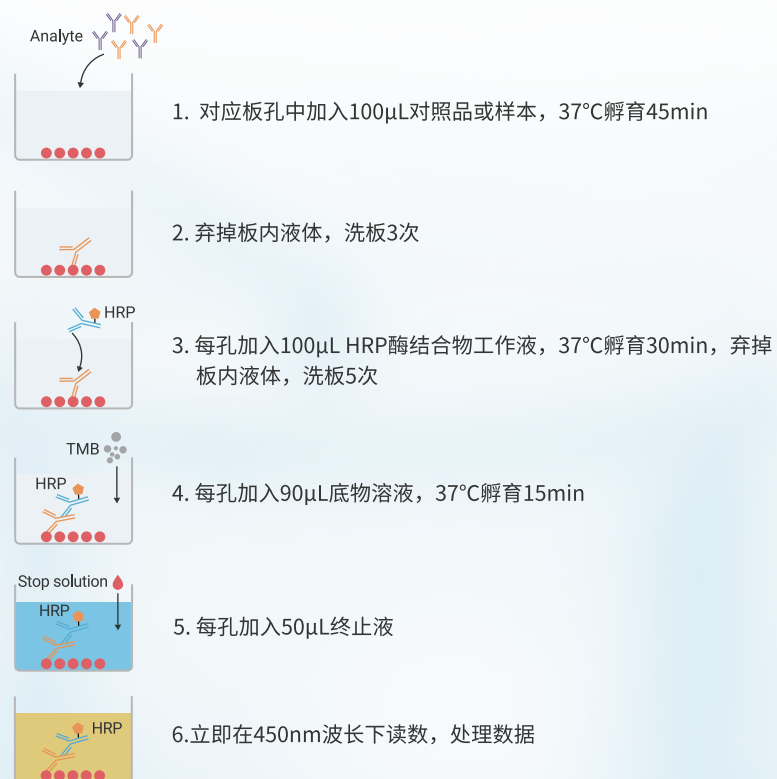 Analyte
1. 对应板孔中加入100μL对照品或样本，37℃孵育45min
2. 弃掉板内液体，洗板3次
HRP
3. 每孔加入100μL HRP酶结合物工作液，37℃孵育30min，弃掉
板内液体，洗板5次
TMB
HRP
4. 每孔加入90μL底物溶液，37℃孵育15min
Stop solution
HRP
5. 每孔加入50μL终止液
HRP
6.立即在450nm波长下读数，处理数据